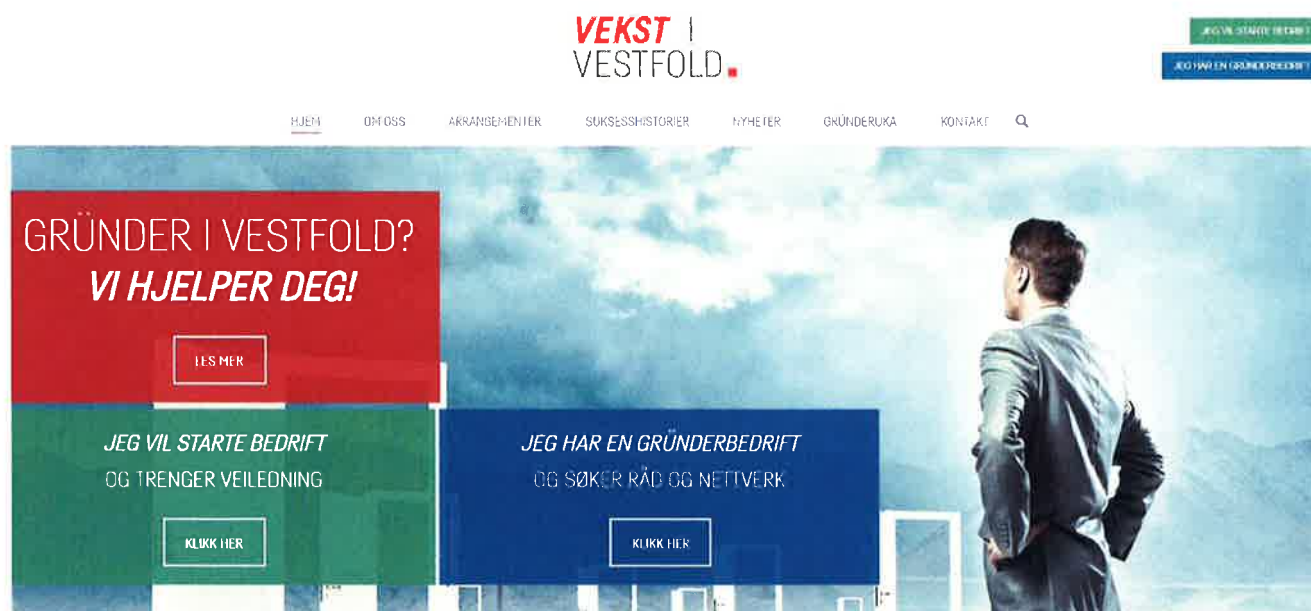 VEKST I
VESTFOLD.
JEG VIL STARTE BEDRIFT
JEG HAR EN GRÜNDERBEDRIFT
HJEM OM OSS ARRANGEMENTER SUKSESSHISTORIER NYHETER GRÜNDERUKA KONTAKT
GRÜNDER I VESTFOLD?
VI HJELPER DEG!
LES MER
JEG VIL STARTE BEDRIFT
OG TRENGER VEILEDNING
KLIKK HER
JEG HAR EN GRÜNDERBEDRIFT
OG SØKER RÅD OG NETTVERK
KLIKK HER